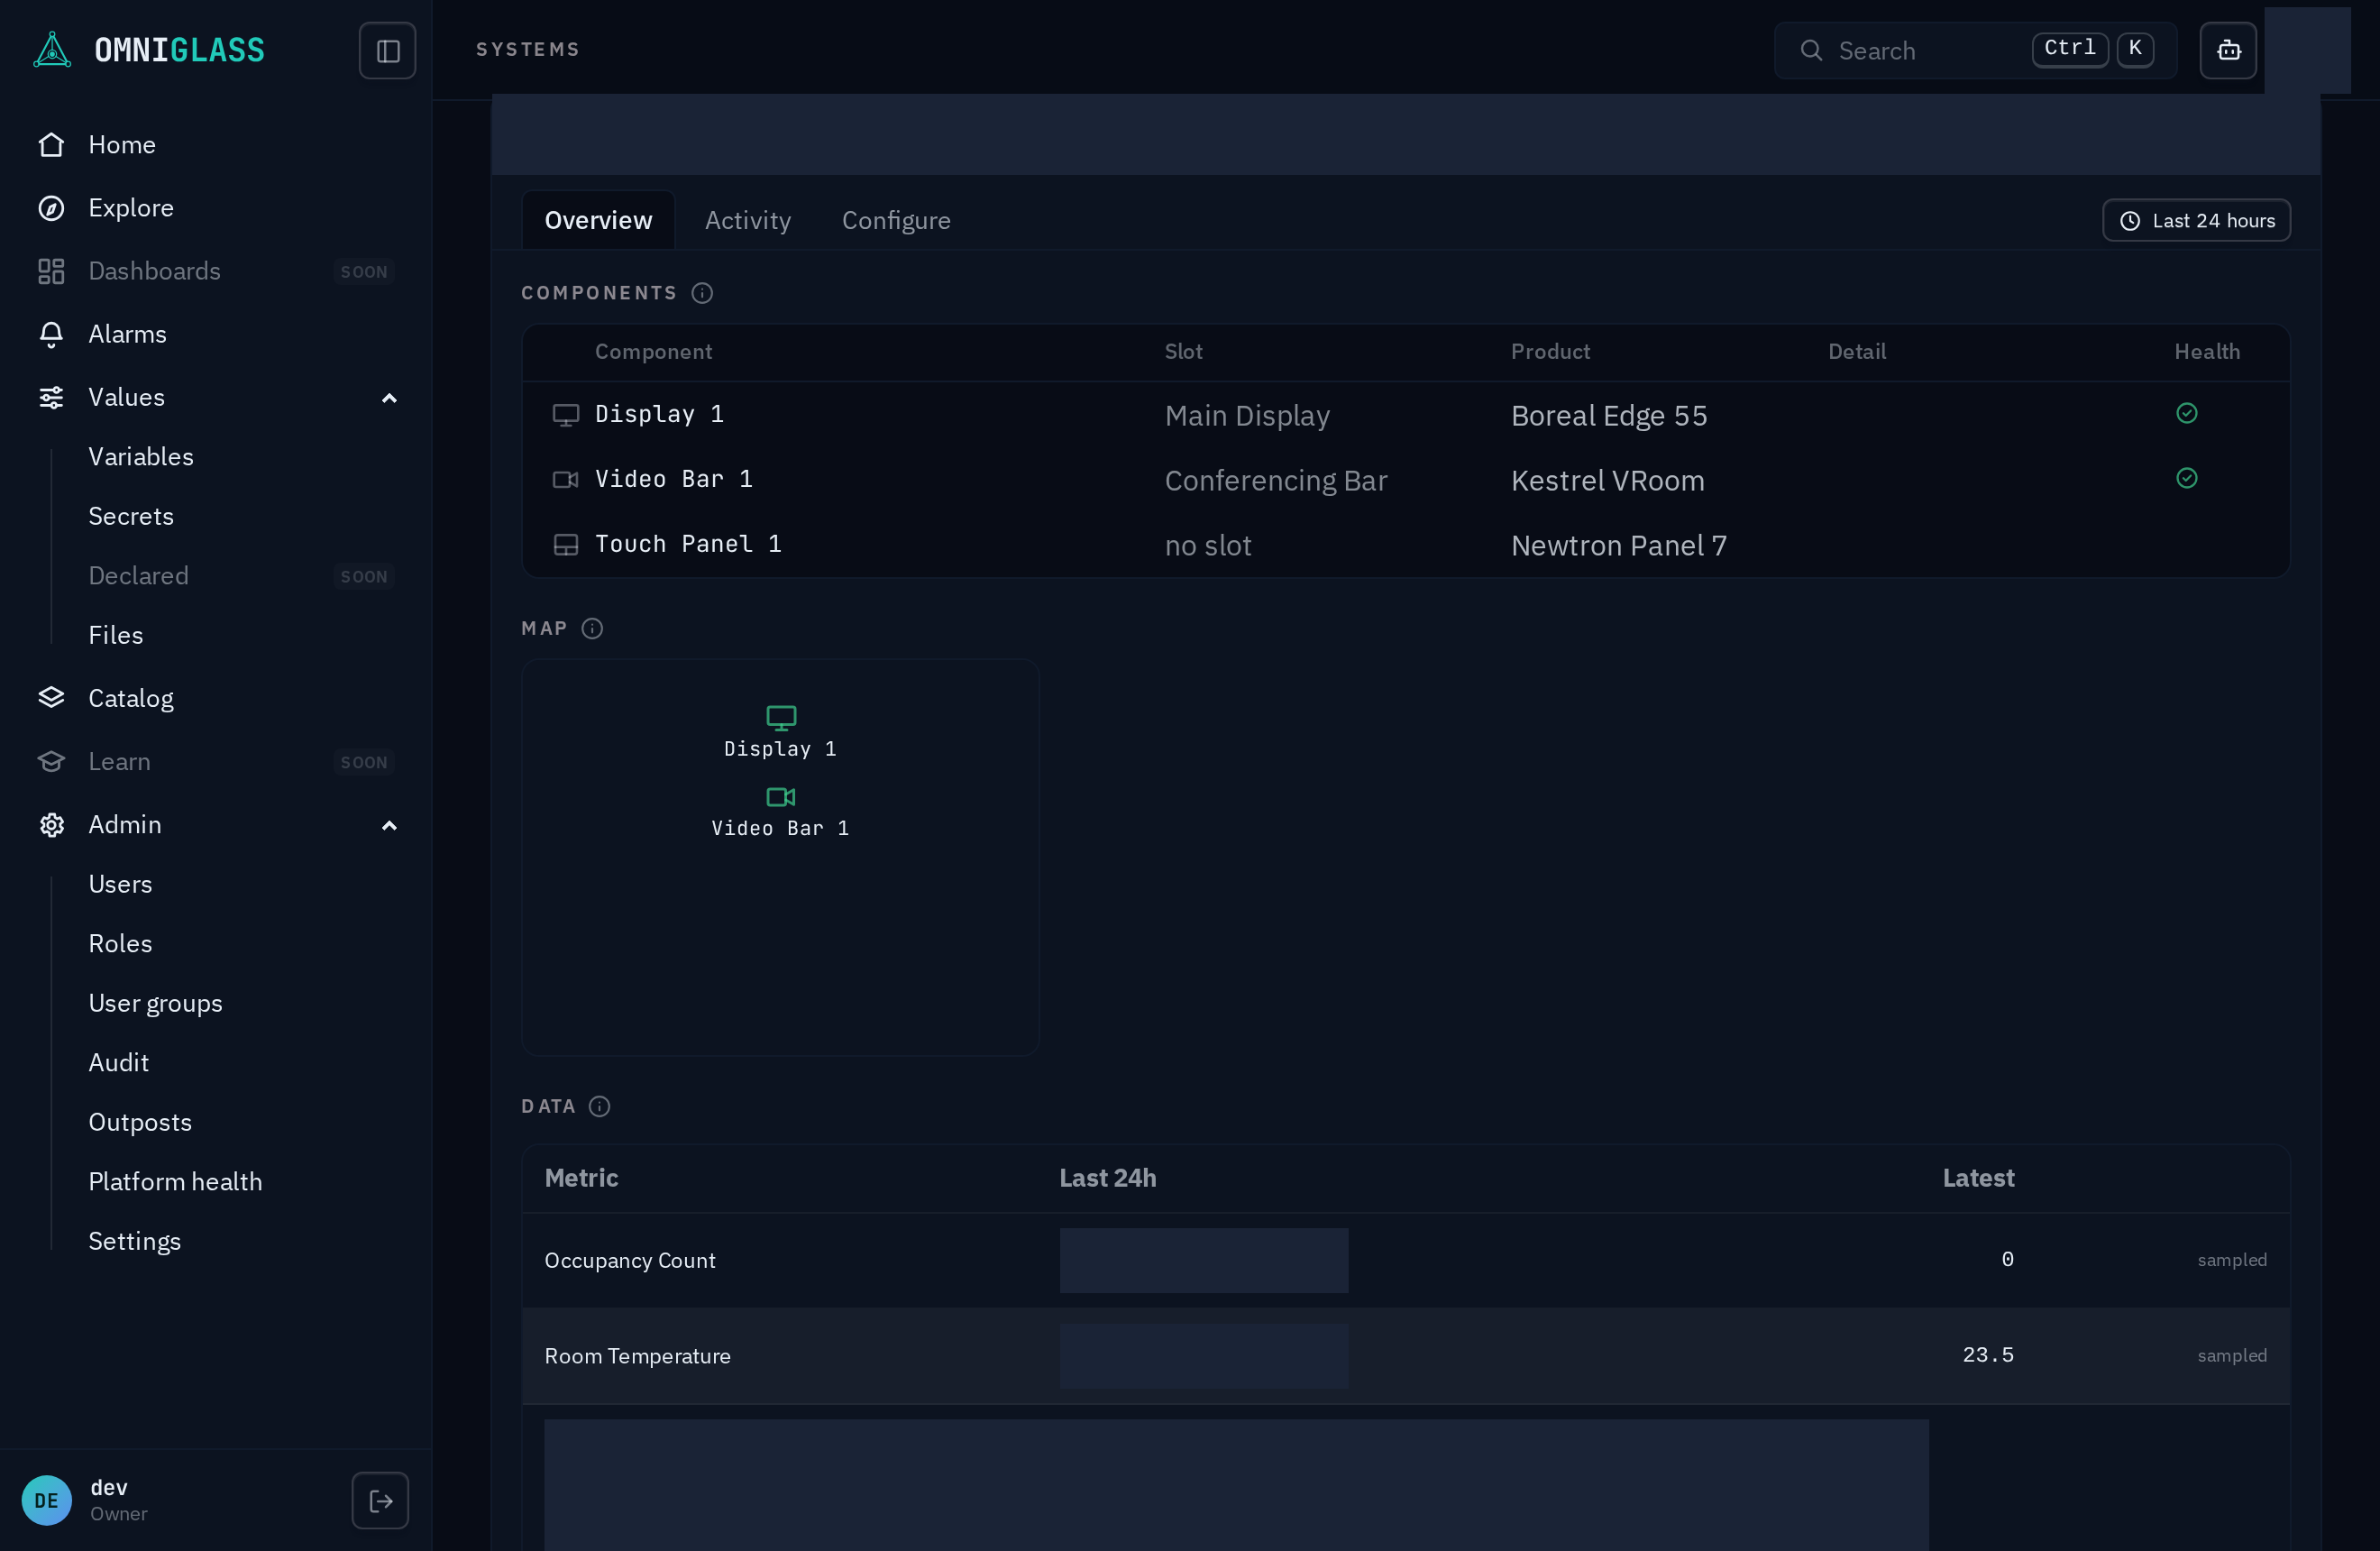 OMNIGLASS
Home
Explore
Dashboards SOON
Alarms
Values
Variables
Secrets
Declared SOON
Files
Catalog
Learn SOON
Admin
Users
Roles
User groups
Audit
Outposts
Platform health
Settings
DE dev
Owner
SYSTEMS
Search Ctrl K
Overview Activity Configure Last 24 hours
COMPONENTS
Component Slot Product Detail Health
Display 1 Main Display Boreal Edge 55
Video Bar 1 Conferencing Bar Kestrel VRoom
Touch Panel 1 no slot Newtron Panel 7
MAP
Display 1
Video Bar 1
DATA
Metric Last 24h Latest
Occupancy Count 0 sampled
Room Temperature 23.5 sampled